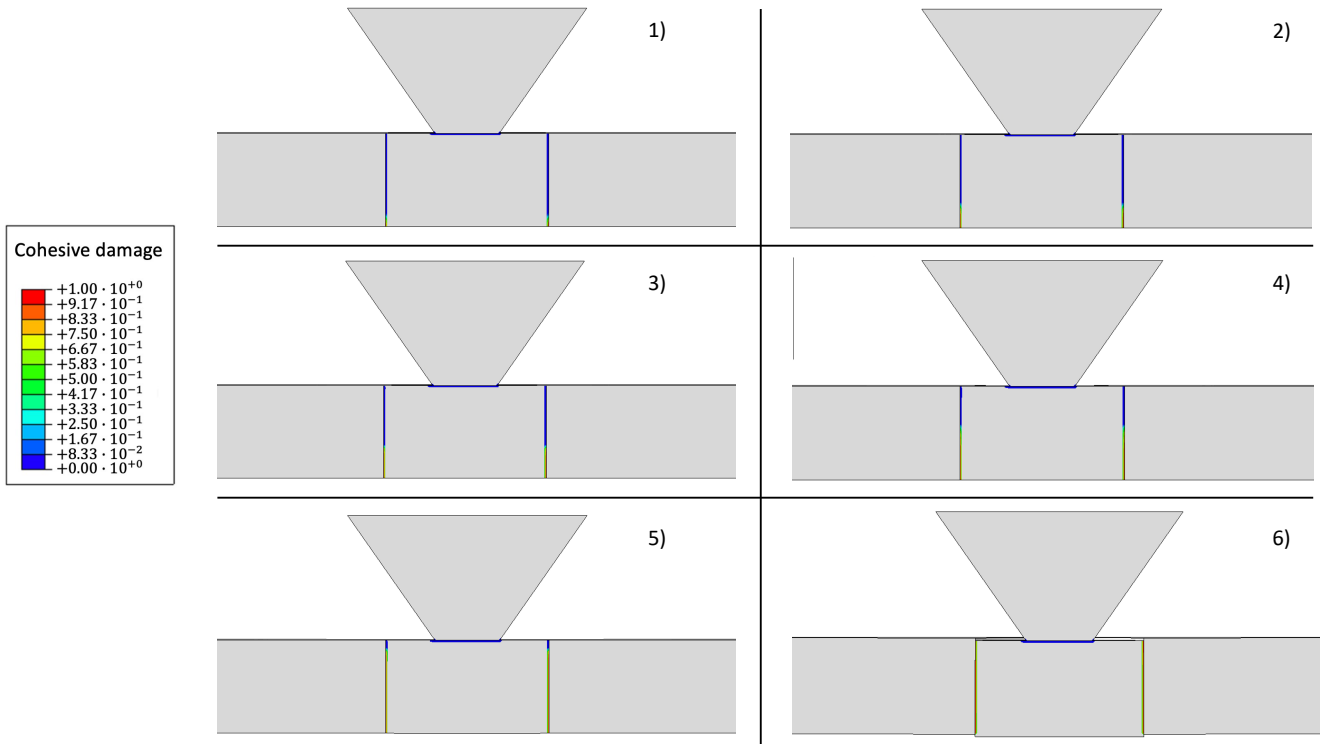 1)
2)
Cohesive damage
+1.00 · 10⁺⁰
+9.17 · 10⁻¹
+8.33 · 10⁻¹
+7.50 · 10⁻¹
+6.67 · 10⁻¹
+5.83 · 10⁻¹
+5.00 · 10⁻¹
+4.17 · 10⁻¹
+3.33 · 10⁻¹
+2.50 · 10⁻¹
+1.67 · 10⁻¹
+8.33 · 10⁻²
+0.00 · 10⁺⁰
3)
4)
5)
6)